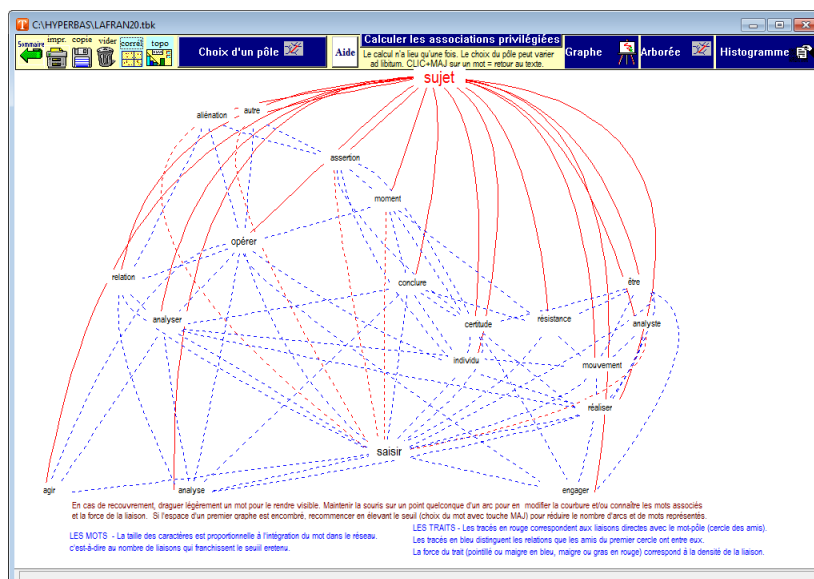 C:\HYPERBAS\LAFRAN20.tbk
Sommaire impr. copie vider corrél topo
Choix d'un pôle
Aide
Calculer les associations privilégiées
Le calcul n'a lieu qu'une fois. Le choix du pôle peut varier
ad libitum. CLIC+MAJ sur un mot = retour au texte.
Graphe
Arborée
Histogramme
sujet
autre
aliénation
assertion
moment
opérer
relation
conclure
être
analyser
certitude
résistance
analyste
individu
mouvement
réaliser
saisir
agir
analyse
engager
En cas de recouvrement, draguer légèrement un mot pour le rendre visible. Maintenir la souris sur un point quelconque d'un arc pour en modifier la courbure et/ou connaître les mots associés
et la force de la liaison. Si l'espace d'un premier graphe est encombré, recommencer en élevant le seuil (choix du mot avec touche MAJ) pour réduire le nombre d'arcs et de mots représentés.
LES MOTS - La taille des caractères est proportionnelle à l'intégration du mot dans le réseau.
c'est-à-dire au nombre de liaisons qui franchissent le seuil eretenu.
LES TRAITS - Les tracés en rouge correspondent aux liaisons directes avec le mot-pôle (cercle des amis).
Les tracés en bleu distinguent les relations que les amis du premier cercle ont entre eux.
La force du trait (pointillé ou maigre en bleu, maigre ou gras en rouge) correspond à la densité de la liaison.